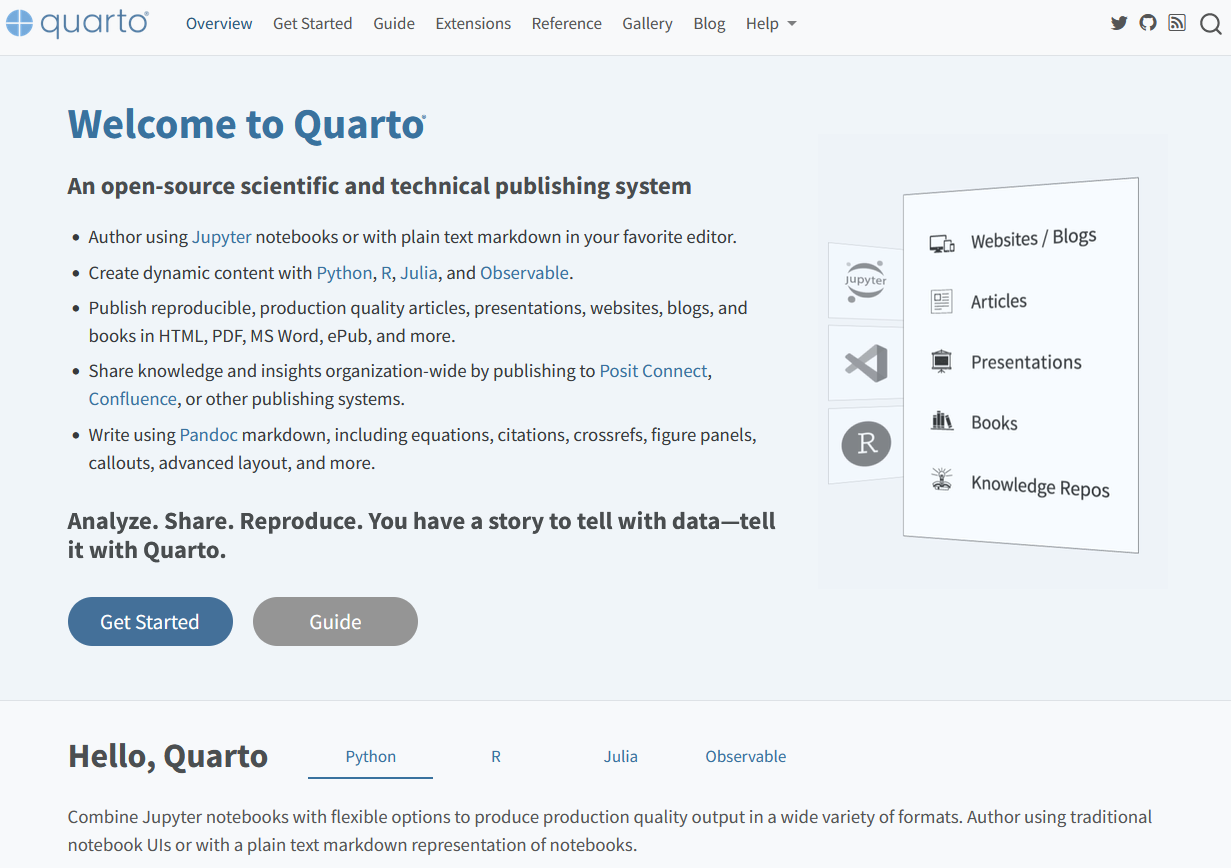 quarto® Overview Get Started Guide Extensions Reference Gallery Blog Help
Welcome to Quarto®
An open-source scientific and technical publishing system
Author using Jupyter notebooks or with plain text markdown in your favorite editor.
Create dynamic content with Python, R, Julia, and Observable.
Publish reproducible, production quality articles, presentations, websites, blogs, and
books in HTML, PDF, MS Word, ePub, and more.
Share knowledge and insights organization-wide by publishing to Posit Connect,
Confluence, or other publishing systems.
Write using Pandoc markdown, including equations, citations, crossrefs, figure panels,
callouts, advanced layout, and more.
Analyze. Share. Reproduce. You have a story to tell with data—tell
it with Quarto.
Get Started Guide
jupyter
R
Websites / Blogs
Articles
Presentations
Books
Knowledge Repos
Hello, Quarto Python R Julia Observable
Combine Jupyter notebooks with flexible options to produce production quality output in a wide variety of formats. Author using traditional
notebook UIs or with a plain text markdown representation of notebooks.